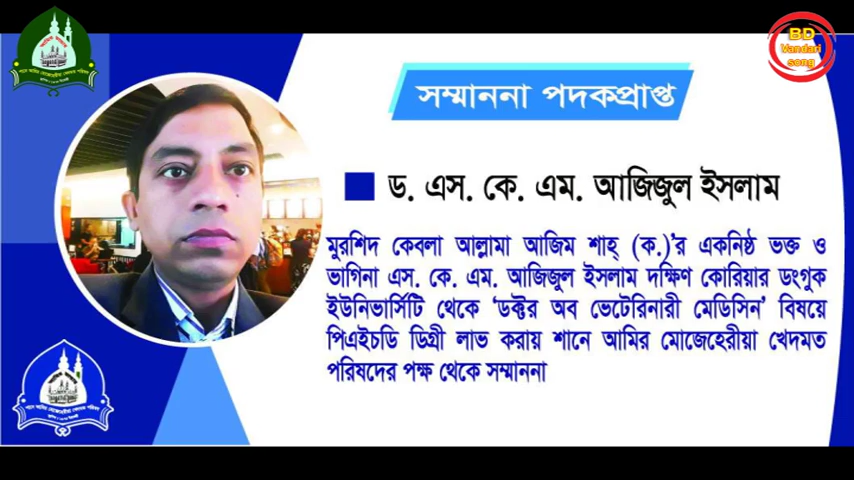 BD
Vandari
song
সম্মাননা পদকপ্রাপ্ত
ড. এস. কে. এম. আজিজুল ইসলাম
মুরশিদ কেবলা আল্লামা আজিম শাহ্ (ক.)'র একনিষ্ঠ ভক্ত ও
ভাগিনা এস. কে. এম. আজিজুল ইসলাম দক্ষিণ কোরিয়ার ডংগুক
ইউনিভার্সিটি থেকে ‘ডক্টর অব ভেটেরিনারী মেডিসিন’ বিষয়ে
পিএইচডি ডিগ্রী লাভ করায় শানে আমির মোজেহেরীয়া খেদমত
পরিষদের পক্ষ থেকে সম্মাননা